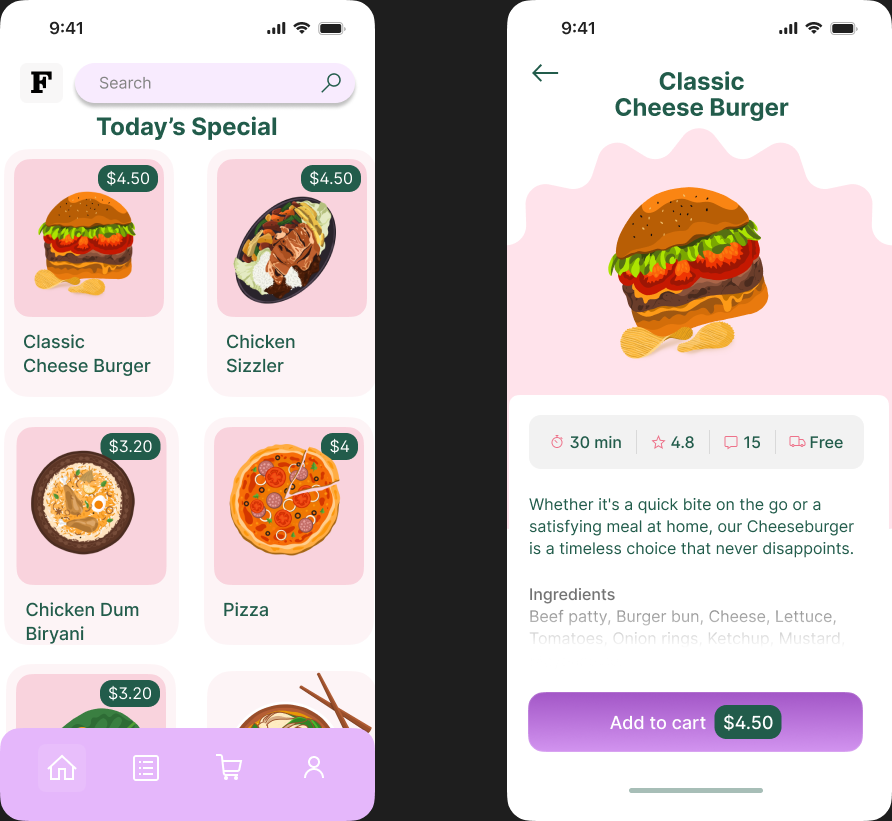 9:41
F
Search
Today’s Special
$4.50
$4.50
Classic
Cheese Burger
Chicken
Sizzler
$3.20
$4
Chicken Dum
Biryani
Pizza
$3.20
9:41
Classic
Cheese Burger
30 min
4.8
15
Free
Whether it's a quick bite on the go or a
satisfying meal at home, our Cheeseburger
is a timeless choice that never disappoints.
Ingredients
Beef patty, Burger bun, Cheese, Lettuce,
Tomatoes, Onion rings, Ketchup, Mustard,
Add to cart $4.50